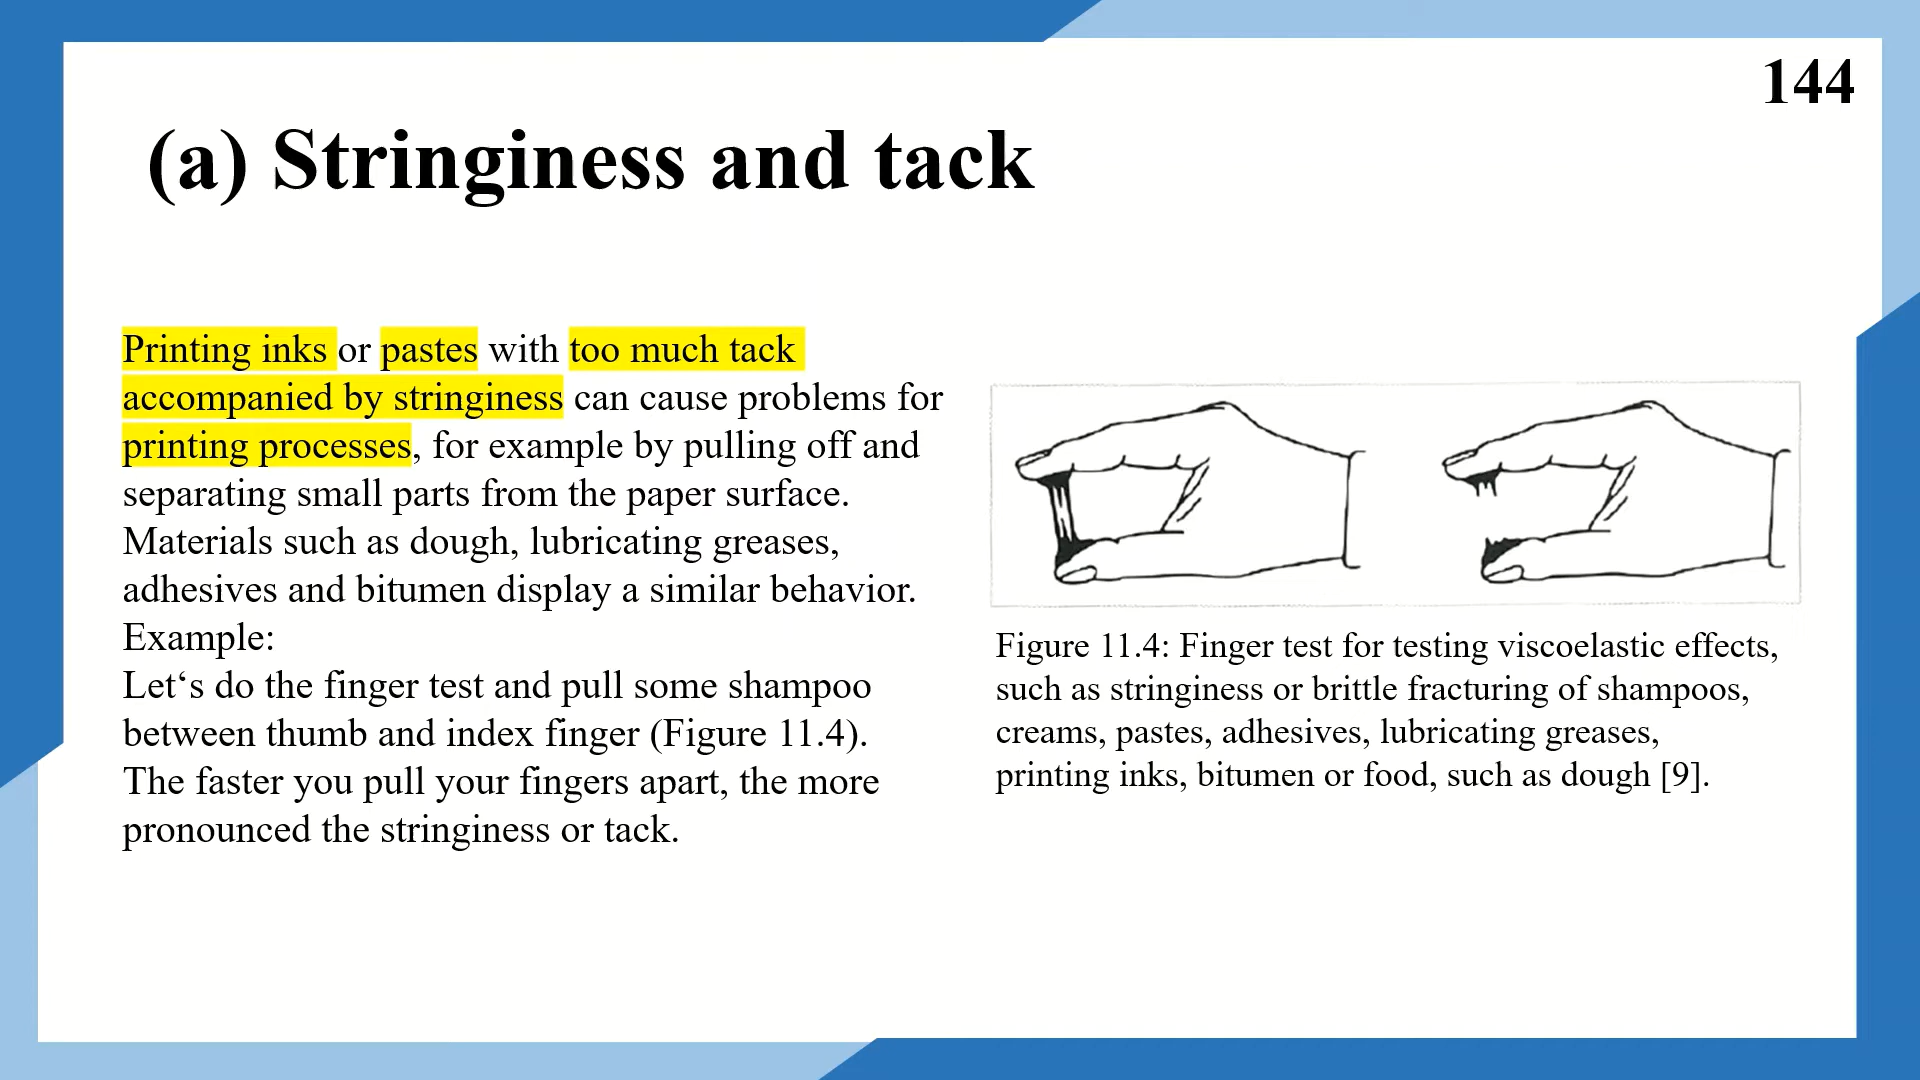 144
(a) Stringiness and tack
Printing inks or pastes with too much tack
accompanied by stringiness can cause problems for
printing processes, for example by pulling off and
separating small parts from the paper surface.
Materials such as dough, lubricating greases,
adhesives and bitumen display a similar behavior.
Example:
Let‘s do the finger test and pull some shampoo
between thumb and index finger (Figure 11.4).
The faster you pull your fingers apart, the more
pronounced the stringiness or tack.
Figure 11.4: Finger test for testing viscoelastic effects,
such as stringiness or brittle fracturing of shampoos,
creams, pastes, adhesives, lubricating greases,
printing inks, bitumen or food, such as dough [9].